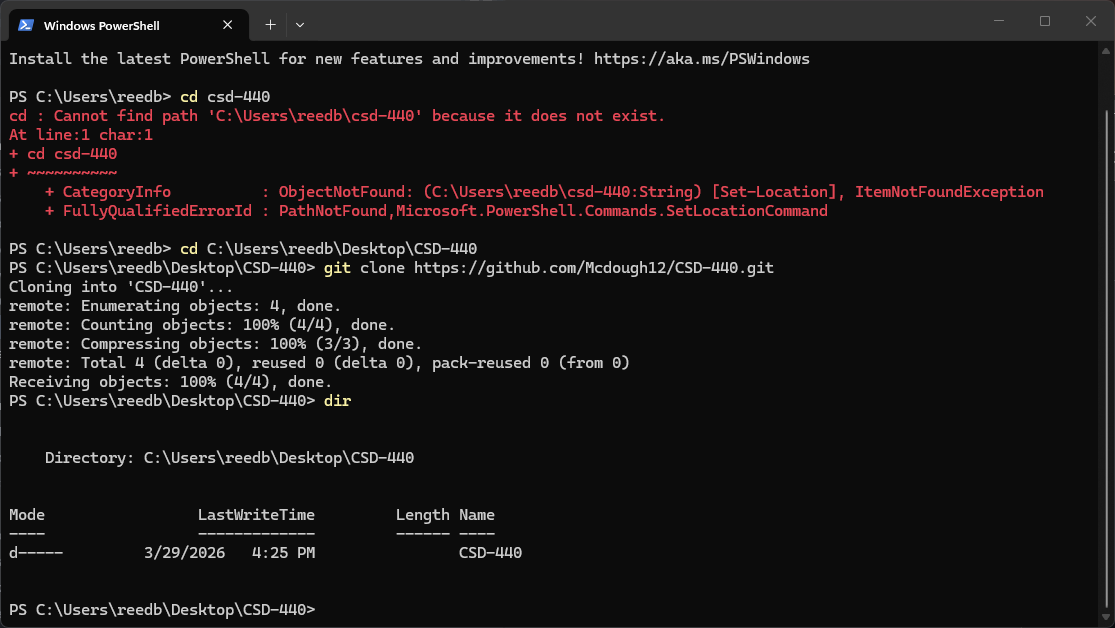 Windows PowerShell
Install the latest PowerShell for new features and improvements! https://aka.ms/PSWindows
PS C:\Users\reedb> cd csd-440
cd : Cannot find path 'C:\Users\reedb\csd-440' because it does not exist.
At line:1 char:1
+ cd csd-440
+ ~~~~~~~~~~
    + CategoryInfo          : ObjectNotFound: (C:\Users\reedb\csd-440:String) [Set-Location], ItemNotFoundException
    + FullyQualifiedErrorId : PathNotFound,Microsoft.PowerShell.Commands.SetLocationCommand
PS C:\Users\reedb> cd C:\Users\reedb\Desktop\CSD-440
PS C:\Users\reedb\Desktop\CSD-440> git clone https://github.com/Mcdough12/CSD-440.git
Cloning into 'CSD-440'...
remote: Enumerating objects: 4, done.
remote: Counting objects: 100% (4/4), done.
remote: Compressing objects: 100% (3/3), done.
remote: Total 4 (delta 0), reused 0 (delta 0), pack-reused 0 (from 0)
Receiving objects: 100% (4/4), done.
PS C:\Users\reedb\Desktop\CSD-440> dir
    Directory: C:\Users\reedb\Desktop\CSD-440
Mode                 LastWriteTime         Length Name
----                 -------------         ------ ----
d-----         3/29/2026   4:25 PM                CSD-440
PS C:\Users\reedb\Desktop\CSD-440>